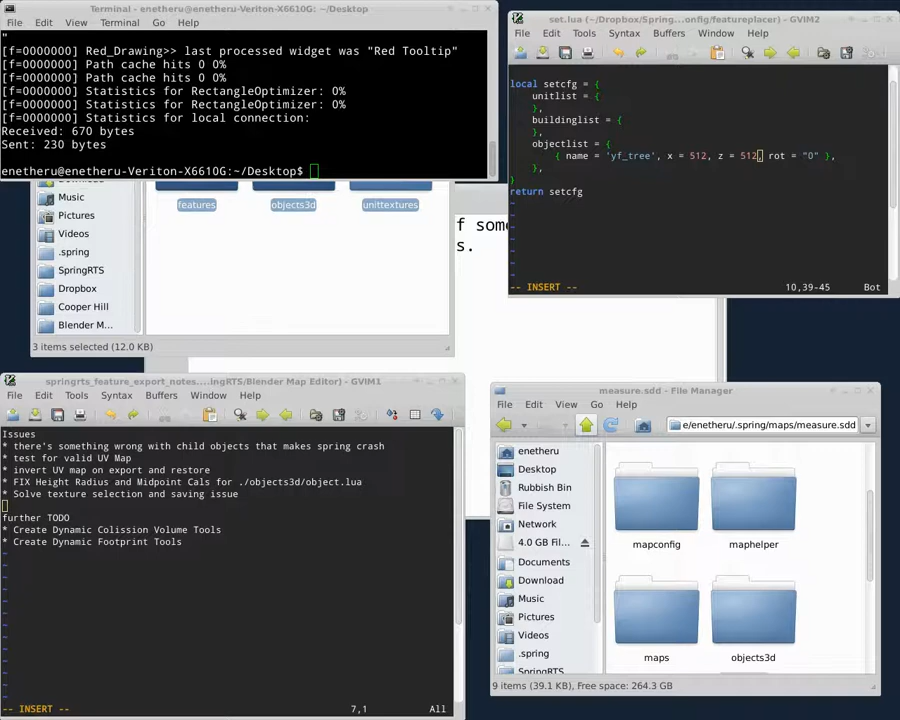 Terminal - enetheru@enetheru-Veriton-X6610G: ~/Desktop
File Edit View Terminal Go Help
"
[f=0000000] Red_Drawing>> last processed widget was "Red Tooltip"
[f=0000000] Path cache hits 0 0%
[f=0000000] Path cache hits 0 0%
[f=0000000] Statistics for RectangleOptimizer: 0%
[f=0000000] Statistics for RectangleOptimizer: 0%
[f=0000000] Statistics for local connection:
Received: 670 bytes
Sent: 230 bytes
enetheru@enetheru-Veriton-X6610G:~/Desktop$
set.lua (~/Dropbox/Spring...onfig/featureplacer) - GVIM2
File Edit Tools Syntax Buffers Window Help
local setcfg = {
unitlist = {
},
buildinglist = {
},
objectlist = {
{ name = 'yf_tree', x = 512, z = 512, rot = "0" },
},
}
return setcfg
-- INSERT --
10,39-45
Bot
features
objects3d
unittextures
Music
Pictures
Videos
.spring
SpringRTS
Dropbox
Cooper Hill
Blender M...
3 items selected (12.0 KB)
f som
s.
springrts_feature_export_notes....ingRTS/Blender Map Editor) - GVIM1
File Edit Tools Syntax Buffers Window Help
Issues
* there's something wrong with child objects that makes spring crash
* test for valid UV Map
* invert UV map on export and restore
* FIX Height Radius and Midpoint Cals for ./objects3d/object.lua
* Solve texture selection and saving issue
further TODO
* Create Dynamic Colission Volume Tools
* Create Dynamic Footprint Tools
-- INSERT --
7,1
All
measure.sdd - File Manager
File Edit View Go Help
e/enetheru/.spring/maps/measure.sdd
enetheru
Desktop
Rubbish Bin
File System
Network
4.0 GB Fil...
Documents
Download
Music
Pictures
Videos
.spring
SpringRTS
mapconfig
maphelper
maps
objects3d
9 items (39.1 KB), Free space: 264.3 GB